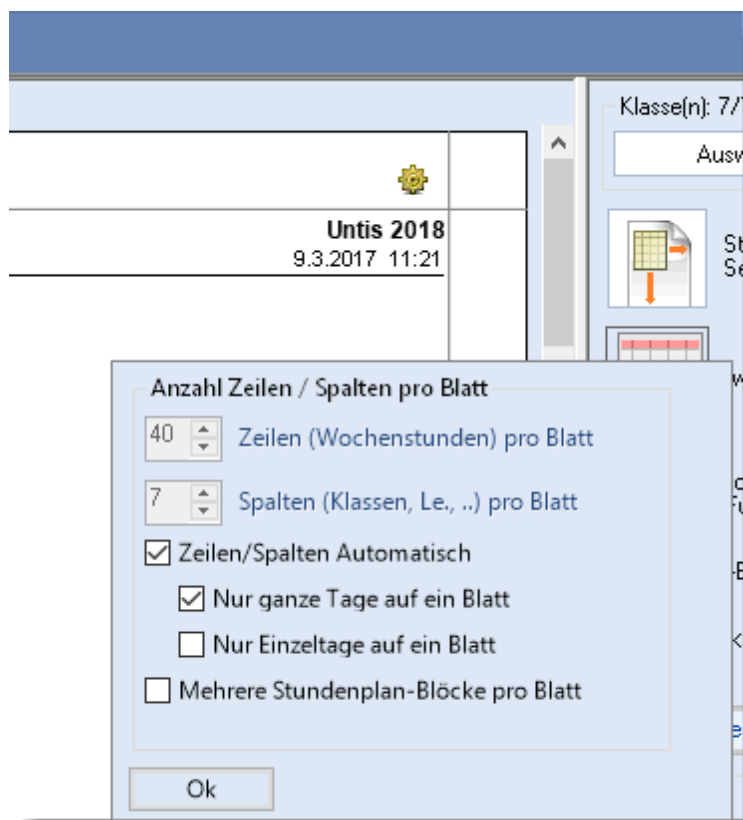 Klasse(n): 7/
Untis 2018
9.3.2017 11:21
Anzahl Zeilen / Spalten pro Blatt
40 Zeilen (Wochenstunden) pro Blatt
7 Spalten (Klassen, Le., ..) pro Blatt
Zeilen/Spalten Automatisch
Nur ganze Tage auf ein Blatt
Nur Einzeltage auf ein Blatt
Mehrere Stundenplan-Blöcke pro Blatt
Ok